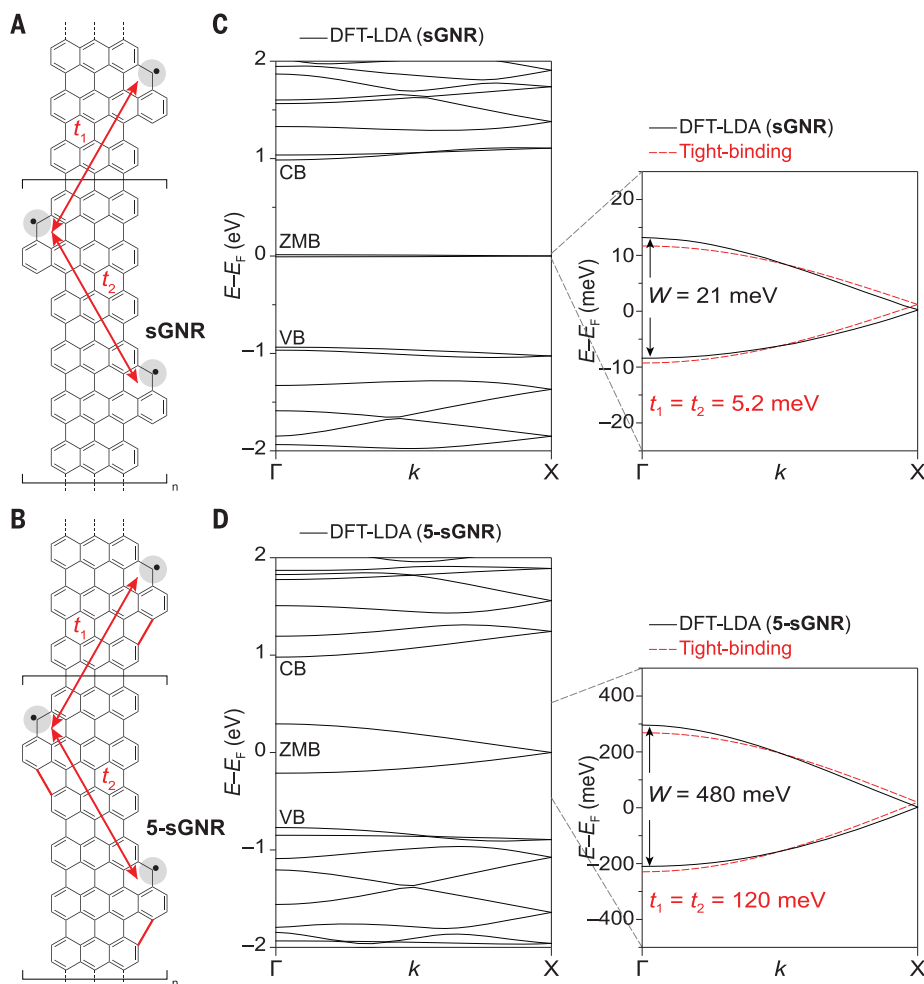 A
t1
t2
sGNR
n
B
t1
t2
5-sGNR
n
C
DFT-LDA (sGNR)
E–EF (eV)
2
1
0
–1
–2
CB
ZMB
VB
Γ
k
X
DFT-LDA (sGNR)
Tight-binding
E–EF (meV)
20
10
0
–10
–20
W = 21 meV
t1 = t2 = 5.2 meV
Γ
k
X
D
DFT-LDA (5-sGNR)
E–EF (eV)
2
1
0
–1
–2
CB
ZMB
VB
Γ
k
X
DFT-LDA (5-sGNR)
Tight-binding
E–EF (meV)
400
200
0
–200
–400
W = 480 meV
t1 = t2 = 120 meV
Γ
k
X